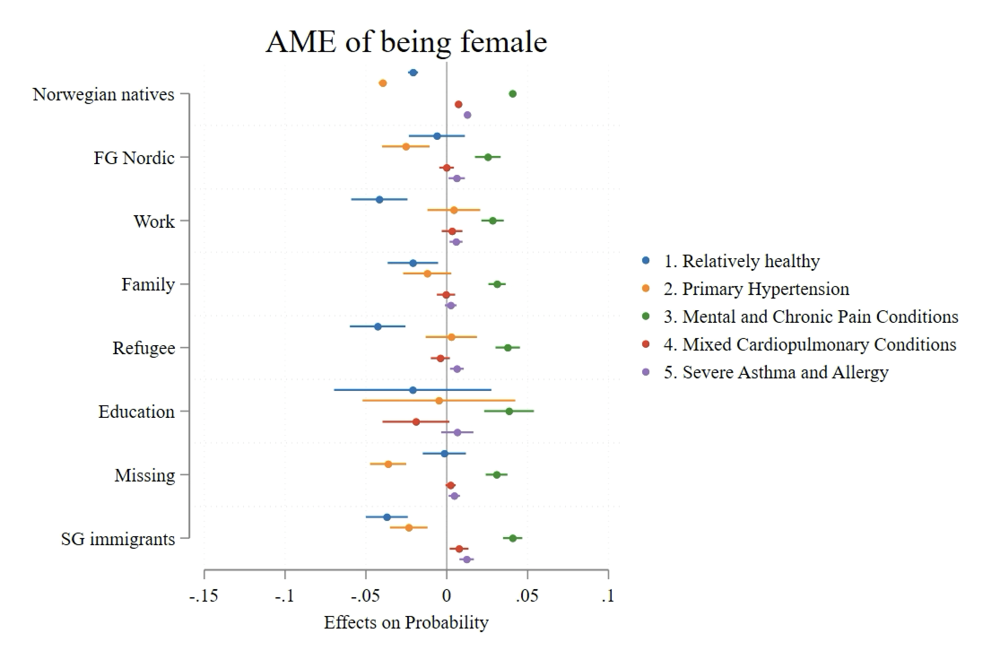 AME of being female
Norwegian natives
FG Nordic
Work
Family
Refugee
Education
Missing
SG immigrants
1. Relatively healthy
2. Primary Hypertension
3. Mental and Chronic Pain Conditions
4. Mixed Cardiopulmonary Conditions
5. Severe Asthma and Allergy
-.15 -.1 -.05 0 .05 .1
Effects on Probability